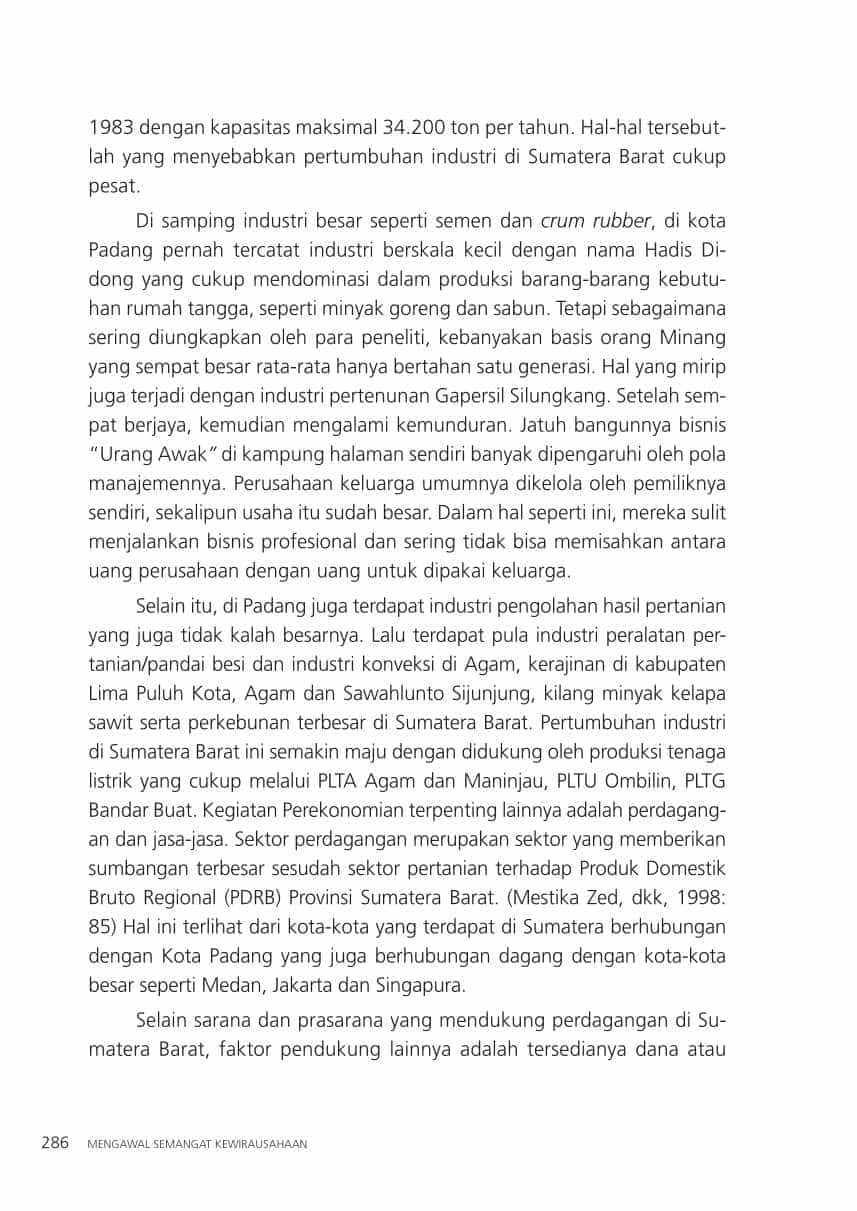 1983 dengan kapasitas maksimal 34.200 ton per tahun. Hal-hal tersebut-
lah yang menyebabkan pertumbuhan industri di Sumatera Barat cukup
pesat.
Di samping industri besar seperti semen dan crum rubber, di kota
Padang pernah tercatat industri berskala kecil dengan nama Hadis Di-
dong yang cukup mendominasi dalam produksi barang-barang kebutu-
han rumah tangga, seperti minyak goreng dan sabun. Tetapi sebagaimana
sering diungkapkan oleh para peneliti, kebanyakan basis orang Minang
yang sempat besar rata-rata hanya bertahan satu generasi. Hal yang mirip
juga terjadi dengan industri pertenunan Gapersil Silungkang. Setelah sem-
pat berjaya, kemudian mengalami kemunduran. Jatuh bangunnya bisnis
“Urang Awak” di kampung halaman sendiri banyak dipengaruhi oleh pola
manajemennya. Perusahaan keluarga umumnya dikelola oleh pemiliknya
sendiri, sekalipun usaha itu sudah besar. Dalam hal seperti ini, mereka sulit
menjalankan bisnis profesional dan sering tidak bisa memisahkan antara
uang perusahaan dengan uang untuk dipakai keluarga.
Selain itu, di Padang juga terdapat industri pengolahan hasil pertanian
yang juga tidak kalah besarnya. Lalu terdapat pula industri peralatan per-
tanian/pandai besi dan industri konveksi di Agam, kerajinan di kabupaten
Lima Puluh Kota, Agam dan Sawahlunto Sijunjung, kilang minyak kelapa
sawit serta perkebunan terbesar di Sumatera Barat. Pertumbuhan industri
di Sumatera Barat ini semakin maju dengan didukung oleh produksi tenaga
listrik yang cukup melalui PLTA Agam dan Maninjau, PLTU Ombilin, PLTG
Bandar Buat. Kegiatan Perekonomian terpenting lainnya adalah perdagang-
an dan jasa-jasa. Sektor perdagangan merupakan sektor yang memberikan
sumbangan terbesar sesudah sektor pertanian terhadap Produk Domestik
Bruto Regional (PDRB) Provinsi Sumatera Barat. (Mestika Zed, dkk, 1998:
85) Hal ini terlihat dari kota-kota yang terdapat di Sumatera berhubungan
dengan Kota Padang yang juga berhubungan dagang dengan kota-kota
besar seperti Medan, Jakarta dan Singapura.
Selain sarana dan prasarana yang mendukung perdagangan di Su-
matera Barat, faktor pendukung lainnya adalah tersedianya dana atau
286 MENGAWAL SEMANGAT KEWIRAUSAHAAN